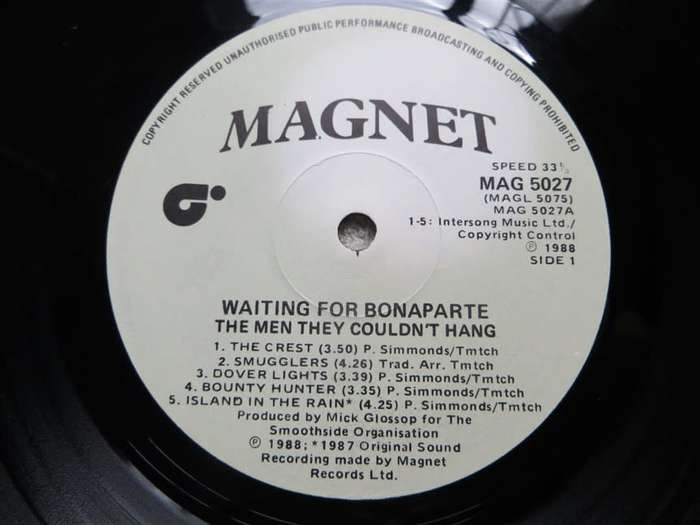 COPYRIGHT RESERVED UNAUTHORISED PUBLIC PERFORMANCE BROADCASTING AND COPYING PROHIBITED
MAGNET
SPEED 33⅓
MAG 5027
(MAGL 5075)
MAG 5027A
1-5: Intersong Music Ltd./
Copyright Control
℗ 1988
SIDE 1
WAITING FOR BONAPARTE
THE MEN THEY COULDN'T HANG
1. THE CREST (3.50) P. Simmonds/Tmtch
2. SMUGGLERS (4.26) Trad. Arr. Tmtch
3. DOVER LIGHTS (3.39) P. Simmonds/Tmtch
4. BOUNTY HUNTER (3.35) P. Simmonds/Tmtch
5. ISLAND IN THE RAIN* (4.25) P. Simmonds/Tmtch
Produced by Mick Glossop for The
Smoothside Organisation
℗ 1988; *1987 Original Sound
Recording made by Magnet
Records Ltd.